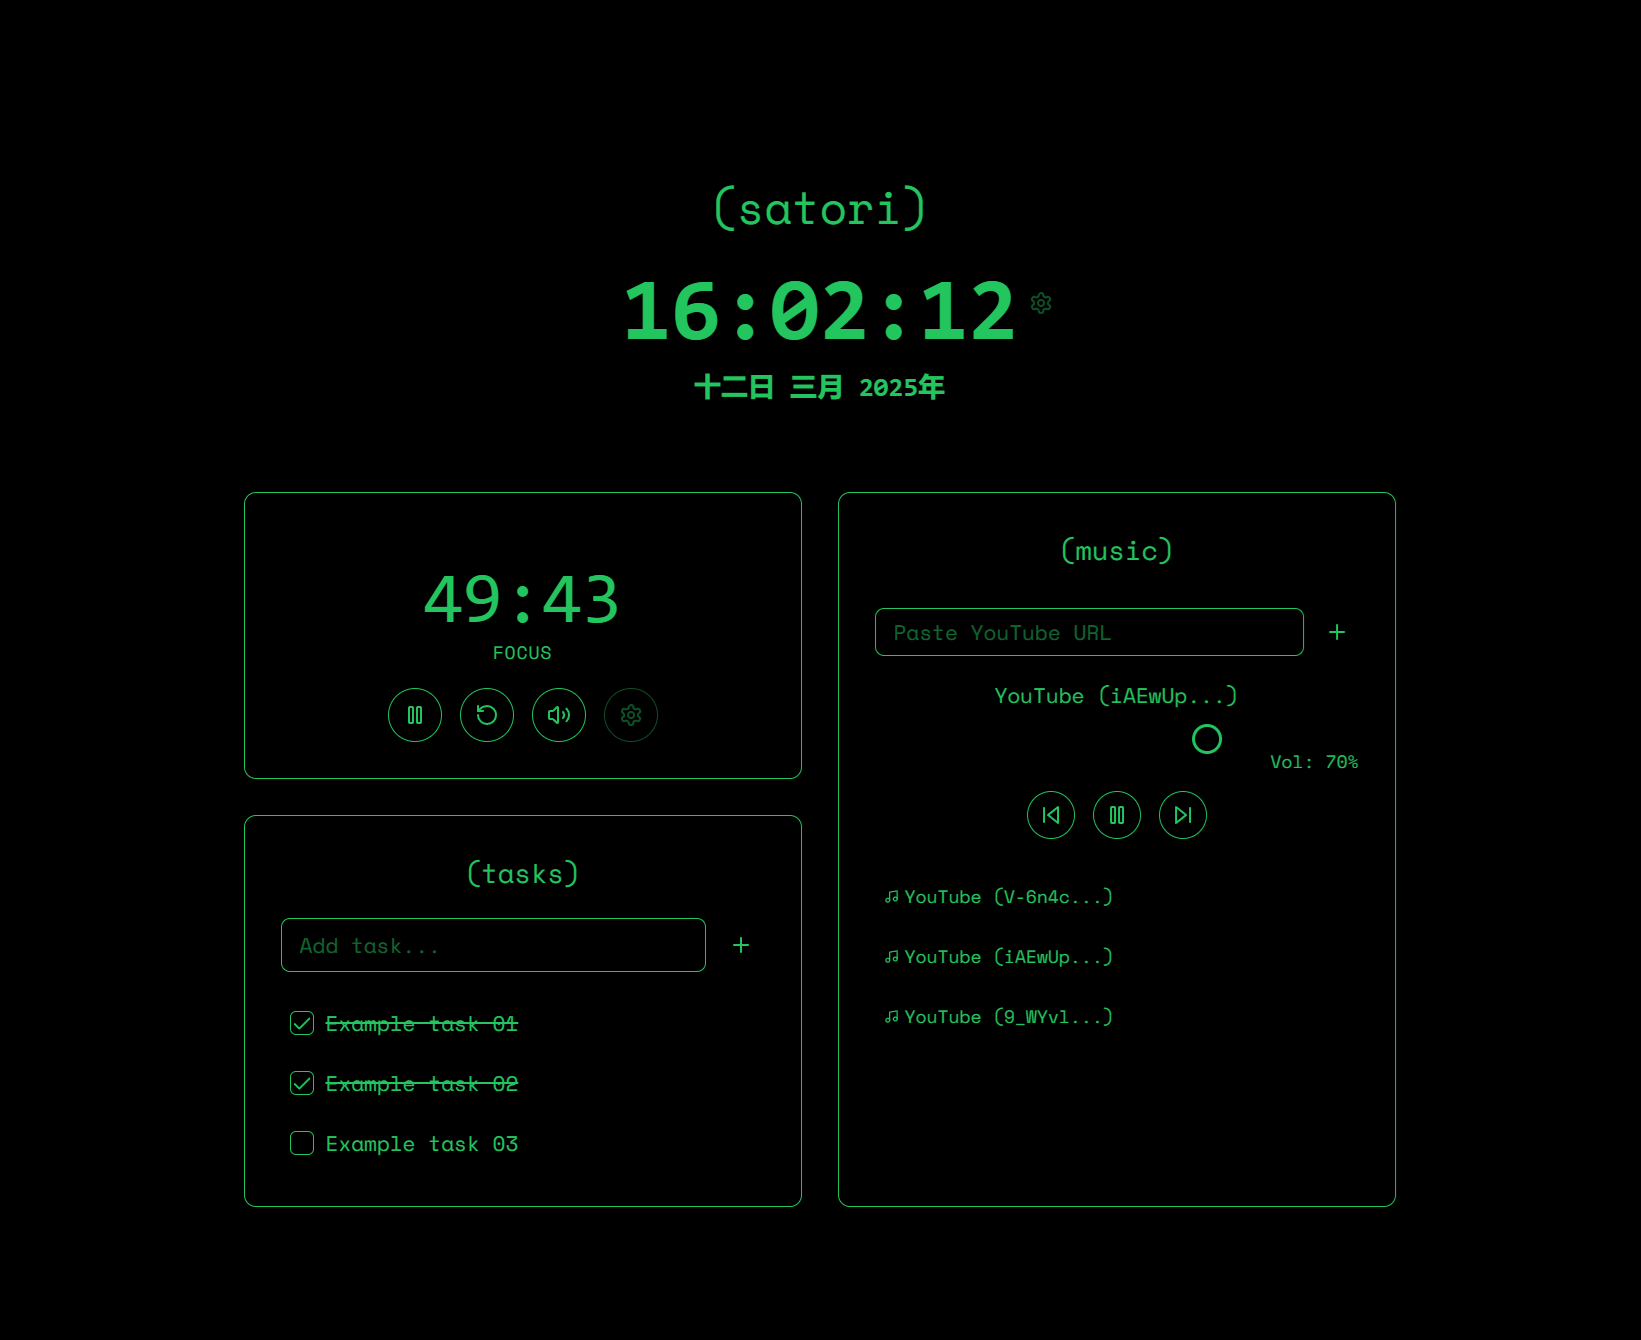 (satori)
16:02:12
十二日 三月 2025年
49:43
FOCUS
(tasks)
Add task...
Example task 01
Example task 02
Example task 03
(music)
Paste YouTube URL
YouTube (iAEwUp...)
Vol: 70%
YouTube (V-6n4c...)
YouTube (iAEwUp...)
YouTube (9_WYvl...)